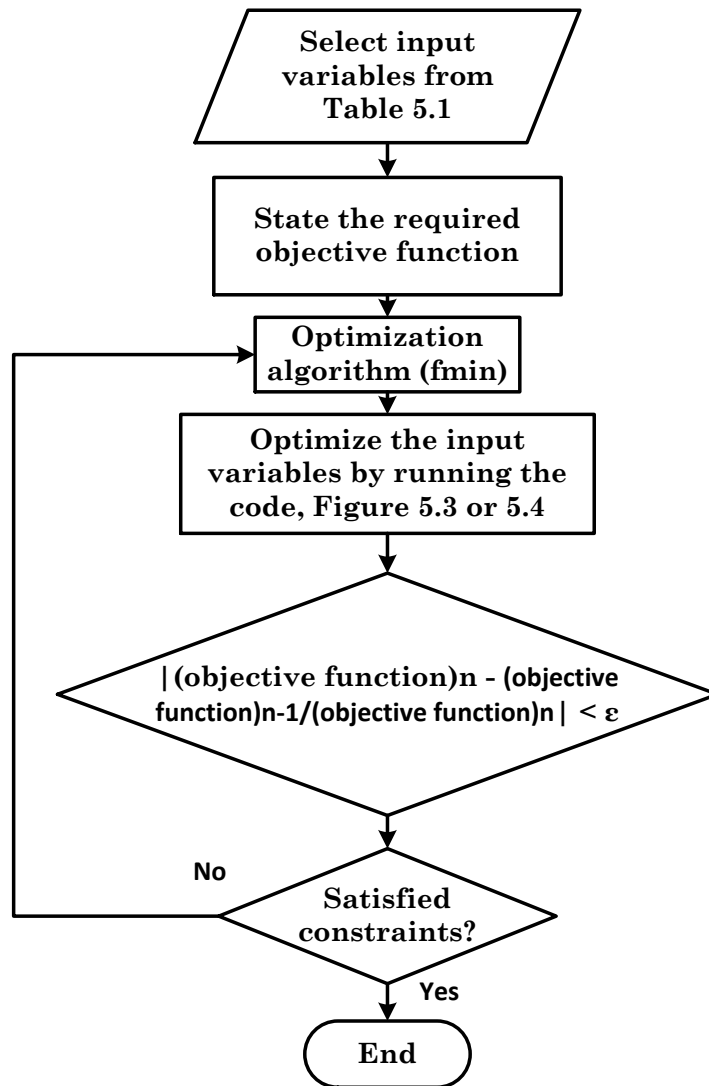 Select input
variables from
Table 5.1
State the required
objective function
Optimization
algorithm (fmin)
Optimize the input
variables by running the
code, Figure 5.3 or 5.4
|(objective function)n - (objective
function)n-1/(objective function)n| < ε
No
Satisfied
constraints?
Yes
End